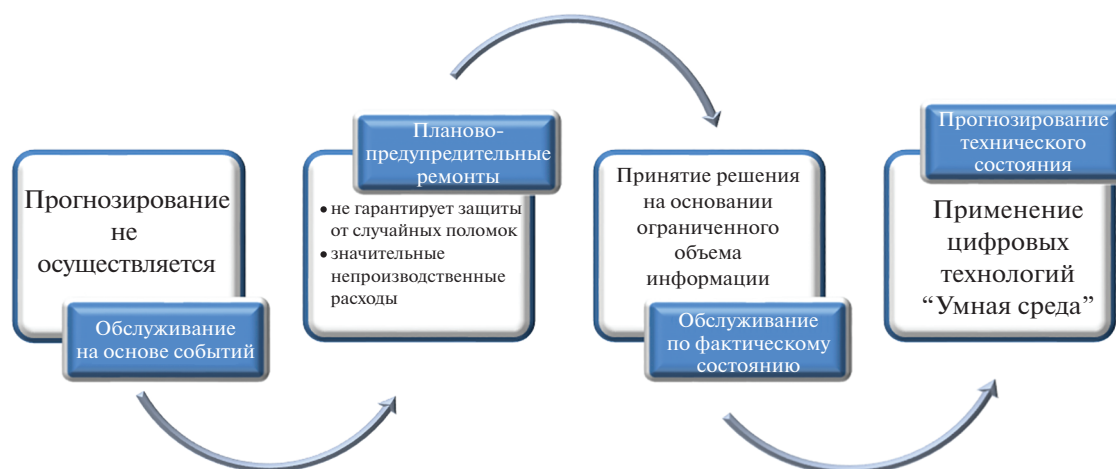 Прогнозирование
не
осуществляется
Обслуживание
на основе событий
Планово-
предупредительные
ремонты
• не гарантирует защиты
от случайных поломок
• значительные
непроизводственные
расходы
Принятие решения
на основании
ограниченного
объема
информации
Обслуживание
по фактическому
состоянию
Прогнозирование
технического
состояния
Применение
цифровых
технологий
“Умная среда”